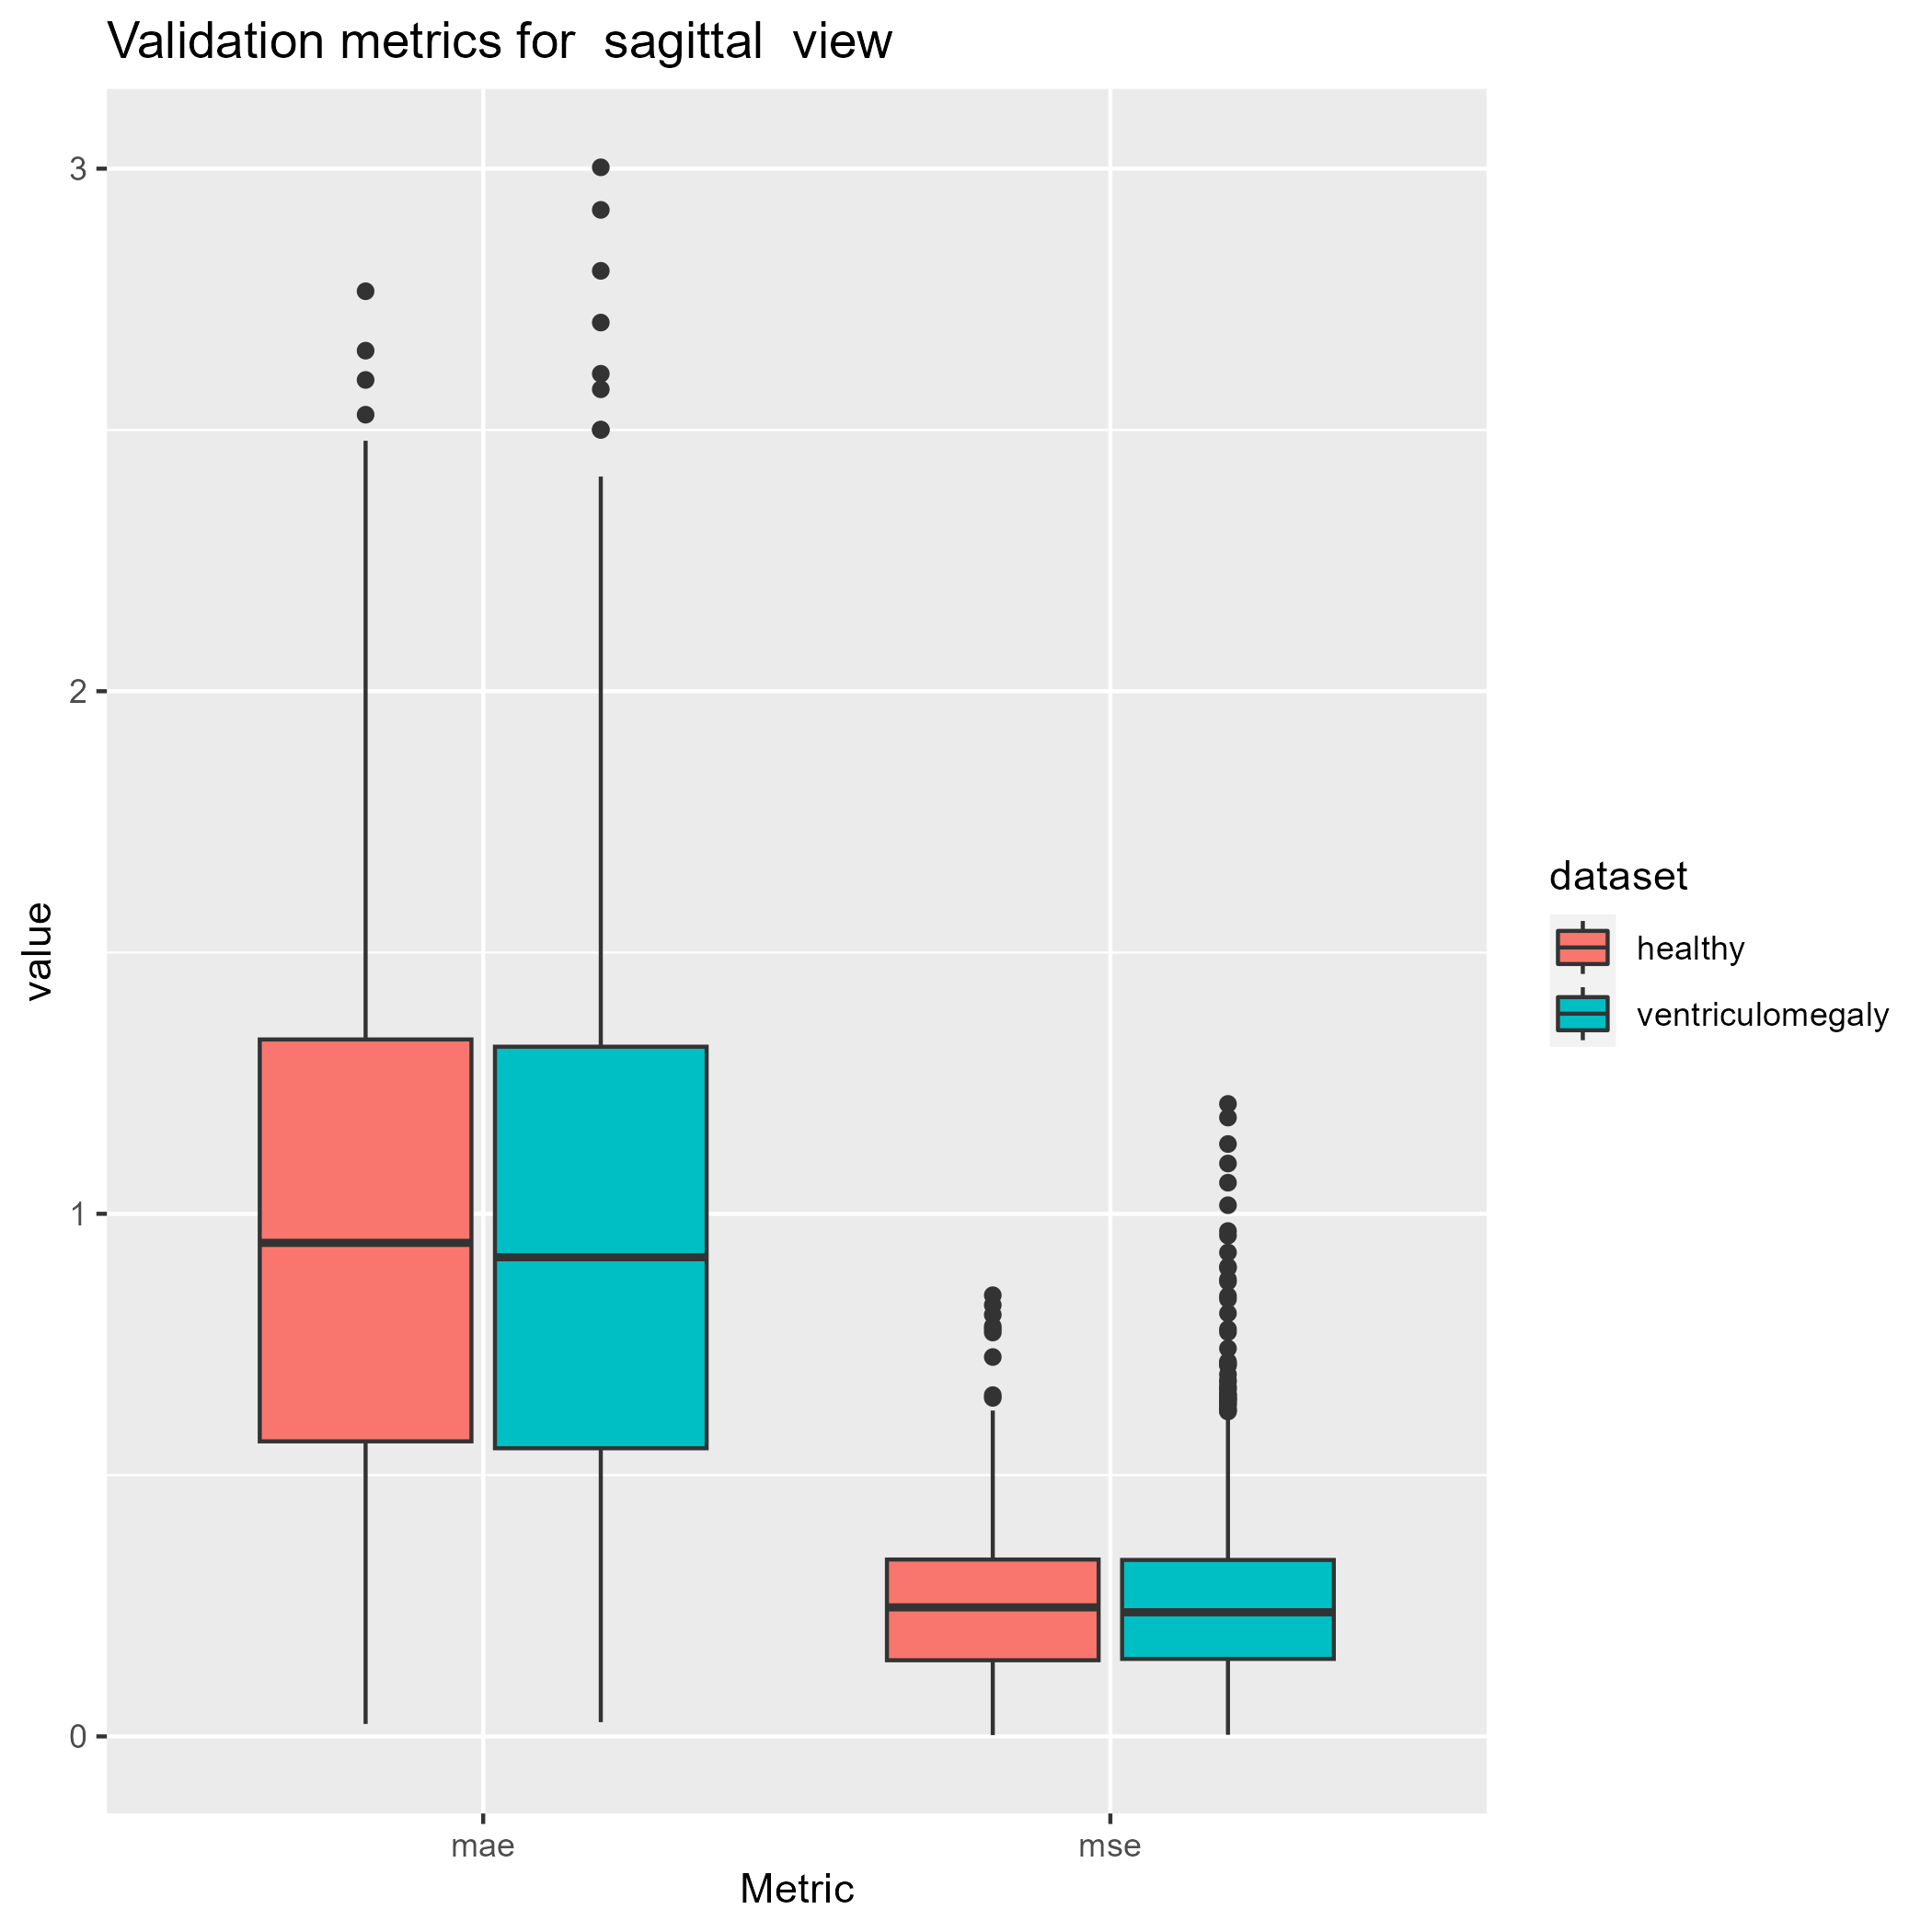 Validation metrics for  sagittal  view
3
2
1
0
value
mae
mse
Metric
dataset
healthy
ventriculomegaly